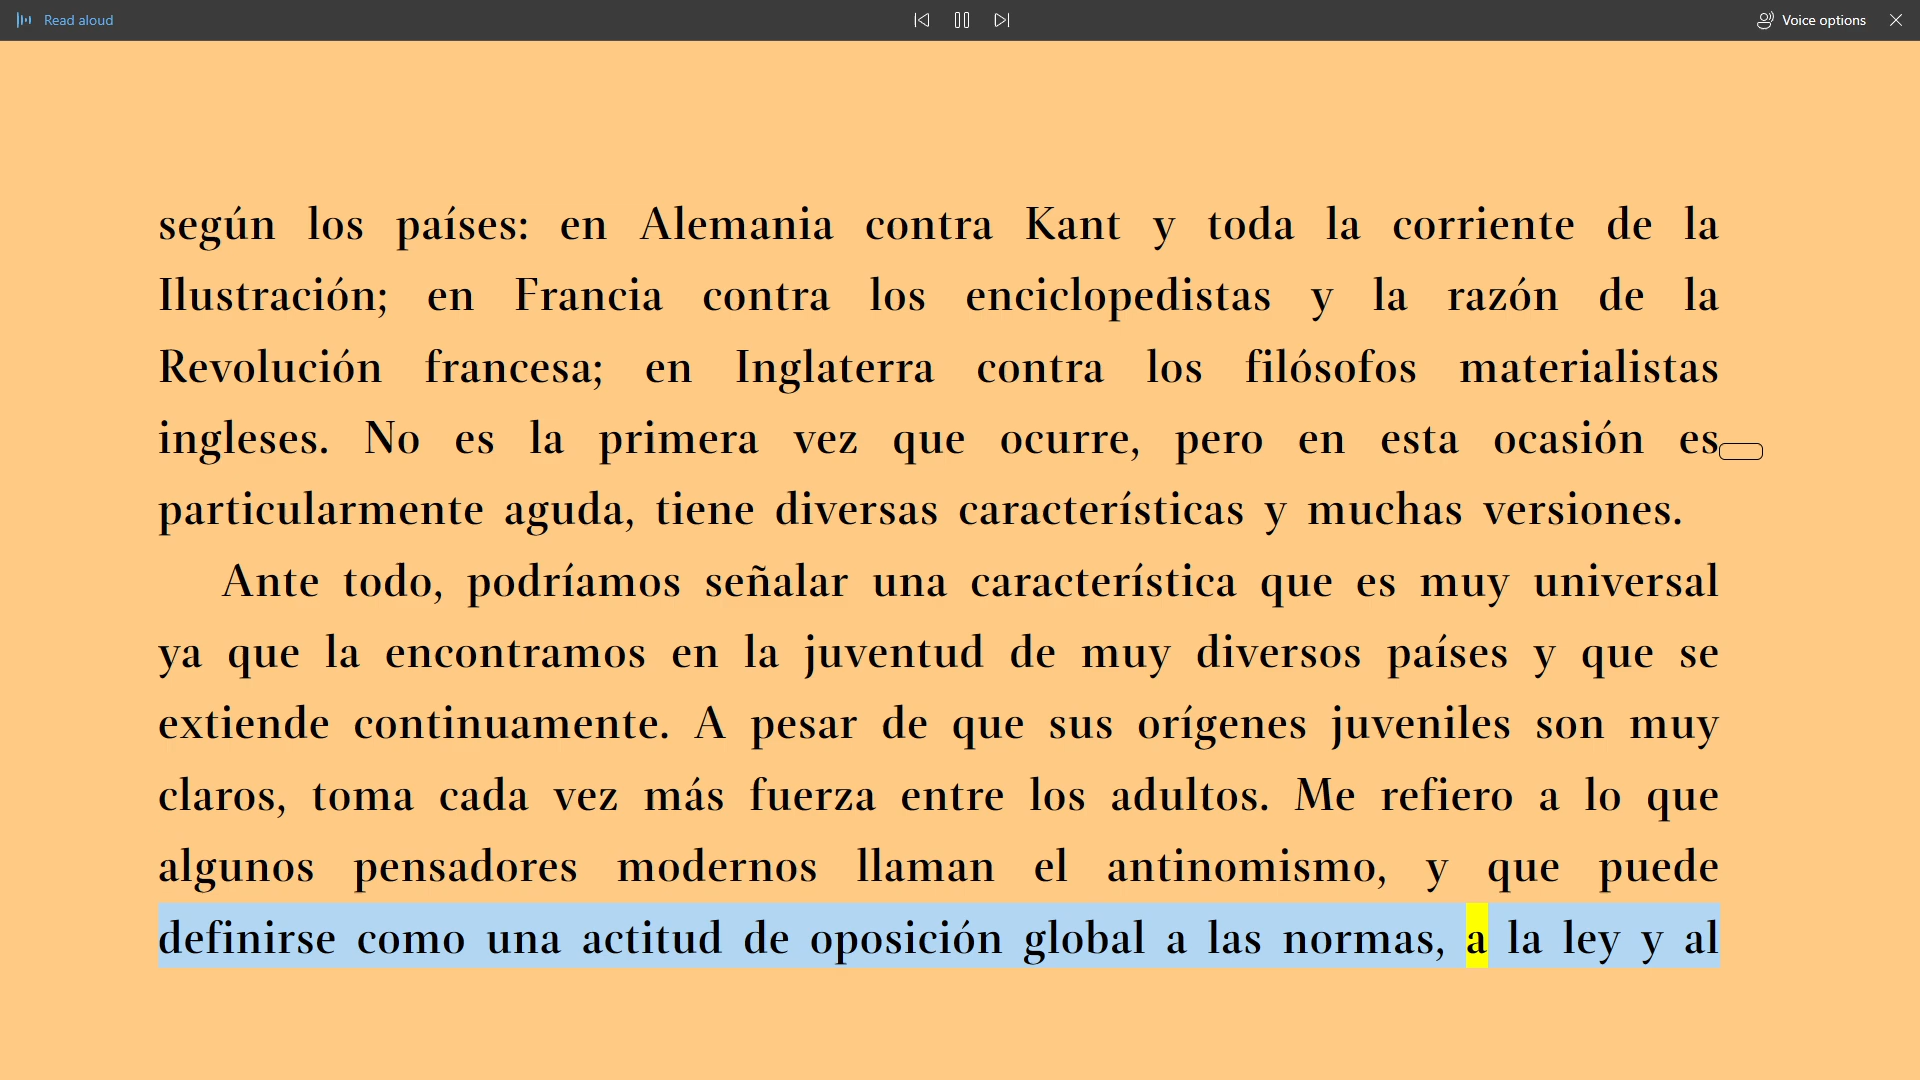 Read aloud
Voice options
según los países: en Alemania contra Kant y toda la corriente de la
Ilustración; en Francia contra los enciclopedistas y la razón de la
Revolución francesa; en Inglaterra contra los filósofos materialistas
ingleses. No es la primera vez que ocurre, pero en esta ocasión es
particularmente aguda, tiene diversas características y muchas versiones.
Ante todo, podríamos señalar una característica que es muy universal
ya que la encontramos en la juventud de muy diversos países y que se
extiende continuamente. A pesar de que sus orígenes juveniles son muy
claros, toma cada vez más fuerza entre los adultos. Me refiero a lo que
algunos pensadores modernos llaman el antinomismo, y que puede
definirse como una actitud de oposición global a las normas, a la ley y al